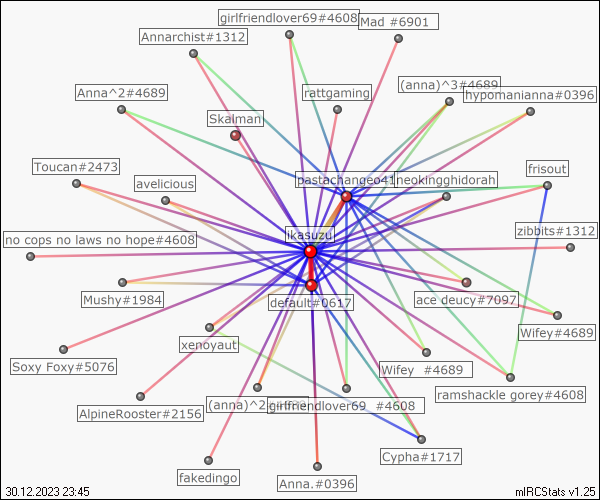 girlfriendlover69#4608
Mad #6901
Annarchist#1312
(anna)^3#4689
Anna^2#4689
rattgaming
hypomanianna#0396
Skalman
Toucan#2473
avelicious
pastachangeo41
neokingghidorah
frisout
no cops no laws no hope#4608
ikasuzu
zibbits#1312
Mushy#1984
default#0617
ace_deucy#7097
Wifey#4689
xenoyaut
Soxy Foxy#5076
Wifey #4689
ramshackle gorey#4608
AlpineRooster#2156
(anna)^2
girlfriendlover69 #4608
Cypha#1717
fakedingo
Anna.#0396
30.12.2023 23:45
mIRCStats v1.25